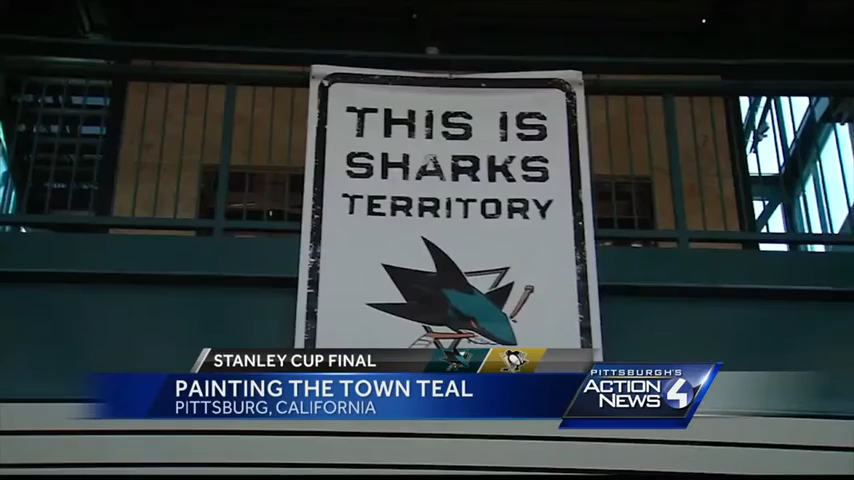 THIS IS
SHARKS
TERRITORY
STANLEY CUP FINAL
PAINTING THE TOWN TEAL
PITTSBURG, CALIFORNIA
PITTSBURGH'S
ACTION
NEWS 4